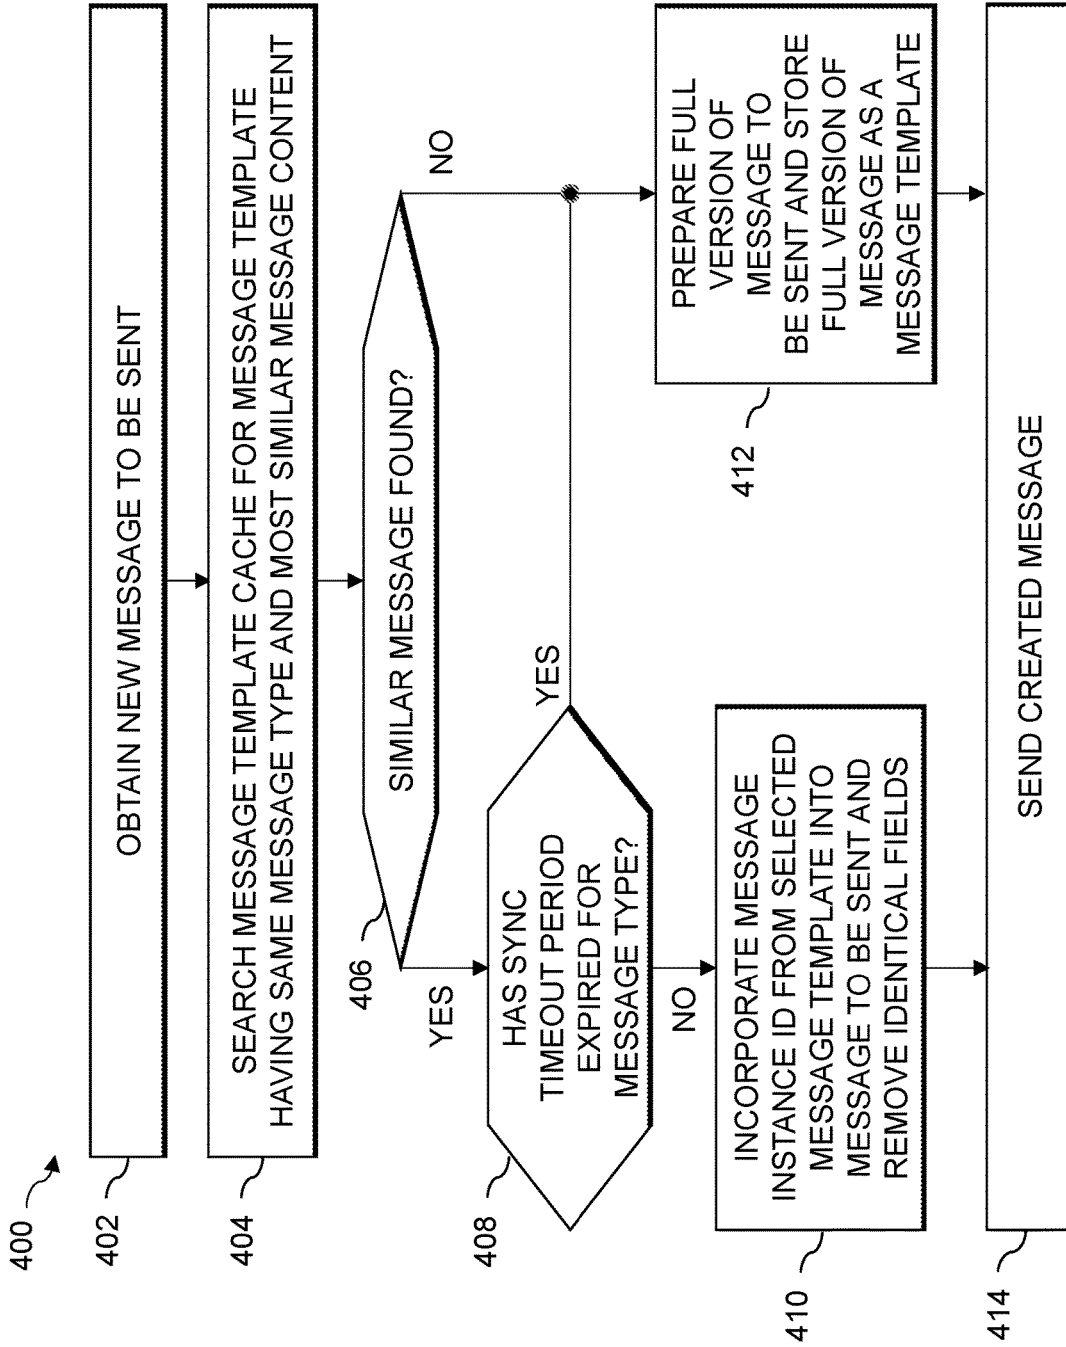 400
402
OBTAIN NEW MESSAGE TO BE SENT
404
SEARCH MESSAGE TEMPLATE CACHE FOR MESSAGE TEMPLATE
HAVING SAME MESSAGE TYPE AND MOST SIMILAR MESSAGE CONTENT
406
SIMILAR MESSAGE FOUND?
YES
NO
408
HAS SYNC
TIMEOUT PERIOD
EXPIRED FOR
MESSAGE TYPE?
YES
NO
410
INCORPORATE MESSAGE
INSTANCE ID FROM SELECTED
MESSAGE TEMPLATE INTO
MESSAGE TO BE SENT AND
REMOVE IDENTICAL FIELDS
412
PREPARE FULL
VERSION OF
MESSAGE TO
BE SENT AND STORE
FULL VERSION OF
MESSAGE AS A
MESSAGE TEMPLATE
414
SEND CREATED MESSAGE